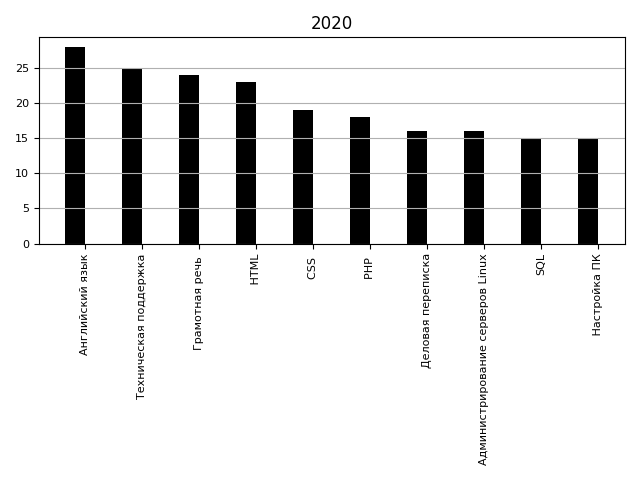 2020
25
20
15
10
5
0
Английский язык
Техническая поддержка
Грамотная речь
HTML
CSS
PHP
Деловая переписка
Администрирование серверов Linux
SQL
Настройка ПК